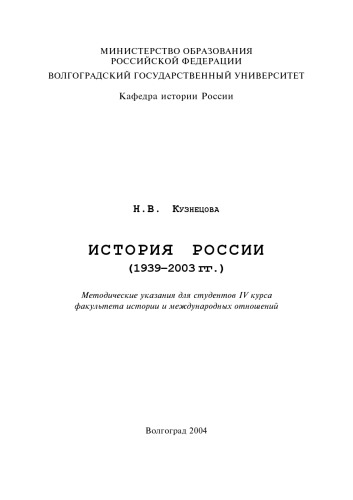 МИНИСТЕРСТВО ОБРАЗОВАНИЯ
РОССИЙСКОЙ ФЕДЕРАЦИИ
ВОЛГОГРАДСКИЙ ГОСУДАРСТВЕННЫЙ УНИВЕРСИТЕТ
Кафедра истории России
Н.В. Кузнецова
ИСТОРИЯ РОССИИ
(1939–2003 гг.)
Методические указания для студентов IV курса
факультета истории и международных отношений
Волгоград 2004